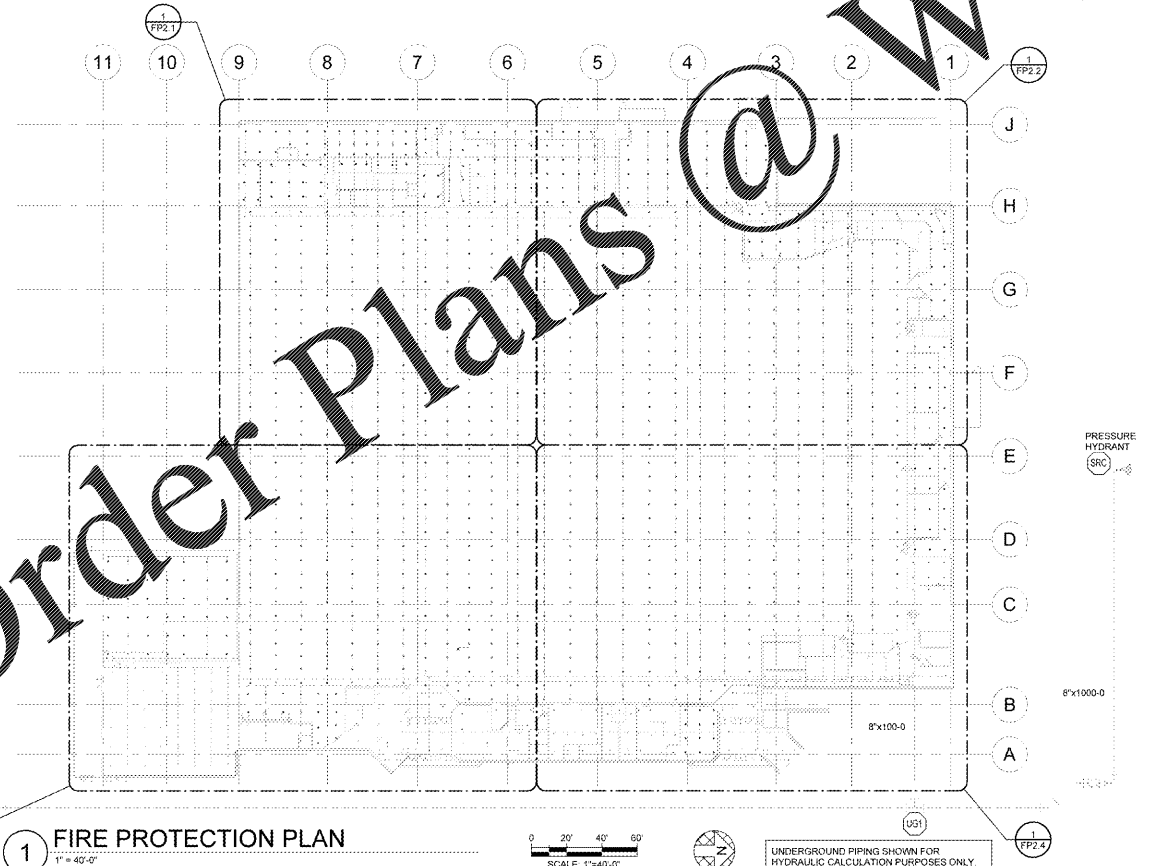 1
FP2.1
11 10 9 8 7 6 5 4 3 2 1
1
FP2.2
J
H
G
F
E
D
C
B
A
Order Plans @ W
PRESSURE
HYDRANT
SRC
8"x1000-0
8"x100-0
UG1
1
FP2.4
1
FIRE PROTECTION PLAN
1" = 40'-0"
0 20' 40' 60'
SCALE: 1"=40'-0"
N
UNDERGROUND PIPING SHOWN FOR
HYDRAULIC CALCULATION PURPOSES ONLY.